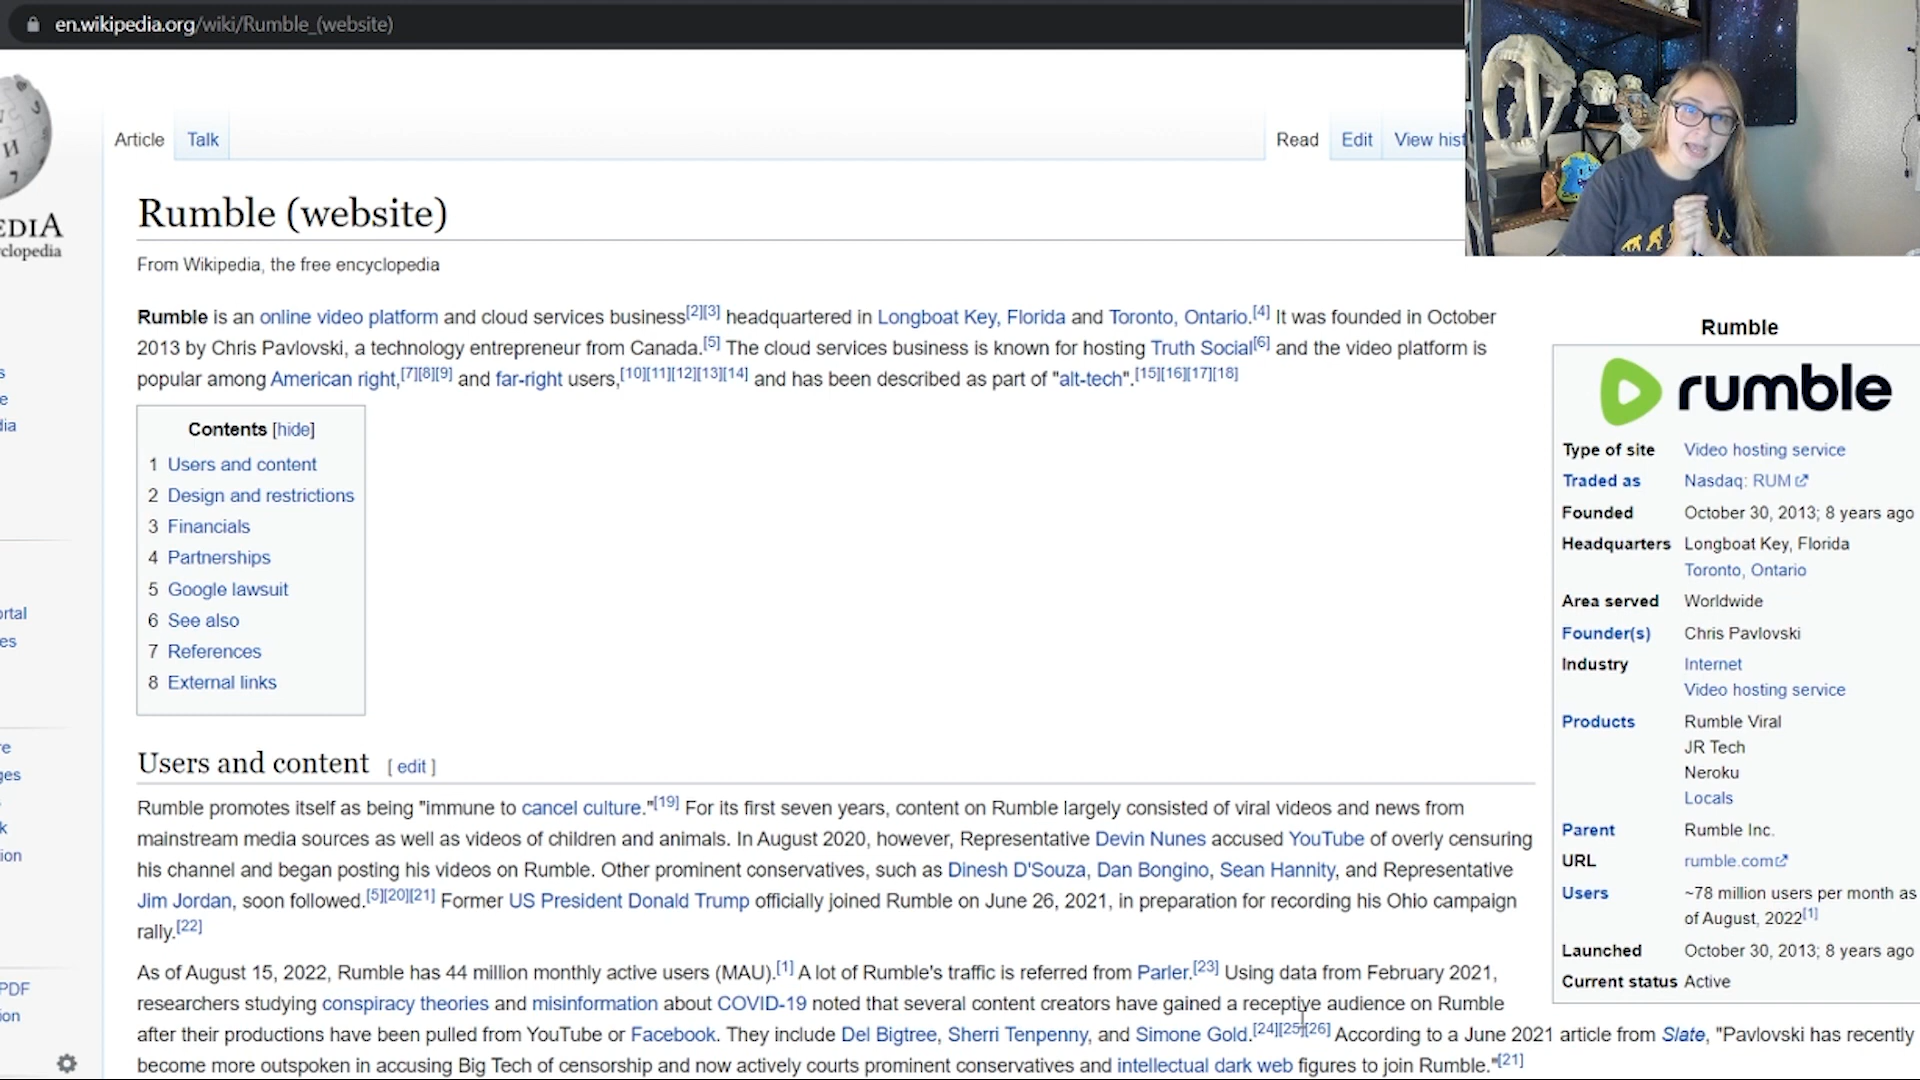 en.wikipedia.org/wiki/Rumble_(website)
EDIA
clopedia
Article Talk Read Edit View hist
Rumble (website)
From Wikipedia, the free encyclopedia
Rumble is an online video platform and cloud services business[2][3] headquartered in Longboat Key, Florida and Toronto, Ontario.[4] It was founded in October
2013 by Chris Pavlovski, a technology entrepreneur from Canada.[5] The cloud services business is known for hosting Truth Social[6] and the video platform is
popular among American right,[7][8][9] and far-right users,[10][11][12][13][14] and has been described as part of "alt-tech".[15][16][17][18]
Contents [hide]
1 Users and content
2 Design and restrictions
3 Financials
4 Partnerships
5 Google lawsuit
6 See also
7 References
8 External links
Users and content [ edit ]
Rumble promotes itself as being "immune to cancel culture."[19] For its first seven years, content on Rumble largely consisted of viral videos and news from
mainstream media sources as well as videos of children and animals. In August 2020, however, Representative Devin Nunes accused YouTube of overly censuring
his channel and began posting his videos on Rumble. Other prominent conservatives, such as Dinesh D'Souza, Dan Bongino, Sean Hannity, and Representative
Jim Jordan, soon followed.[5][20][21] Former US President Donald Trump officially joined Rumble on June 26, 2021, in preparation for recording his Ohio campaign
rally.[22]
As of August 15, 2022, Rumble has 44 million monthly active users (MAU).[1] A lot of Rumble's traffic is referred from Parler.[23] Using data from February 2021,
researchers studying conspiracy theories and misinformation about COVID-19 noted that several content creators have gained a receptive audience on Rumble
after their productions have been pulled from YouTube or Facebook. They include Del Bigtree, Sherri Tenpenny, and Simone Gold.[24][25][26] According to a June 2021 article from Slate, "Pavlovski has recently
become more outspoken in accusing Big Tech of censorship and now actively courts prominent conservatives and intellectual dark web figures to join Rumble."[21]
Rumble
rumble
Type of site Video hosting service
Traded as Nasdaq: RUM
Founded October 30, 2013; 8 years ago
Headquarters Longboat Key, Florida
Toronto, Ontario
Area served Worldwide
Founder(s) Chris Pavlovski
Industry Internet
Video hosting service
Products Rumble Viral
JR Tech
Neroku
Locals
Parent Rumble Inc.
URL rumble.com
Users ~78 million users per month as
of August, 2022[1]
Launched October 30, 2013; 8 years ago
Current status Active
s
e
dia
ortal
es
re
ges
k
ion
PDF
ion